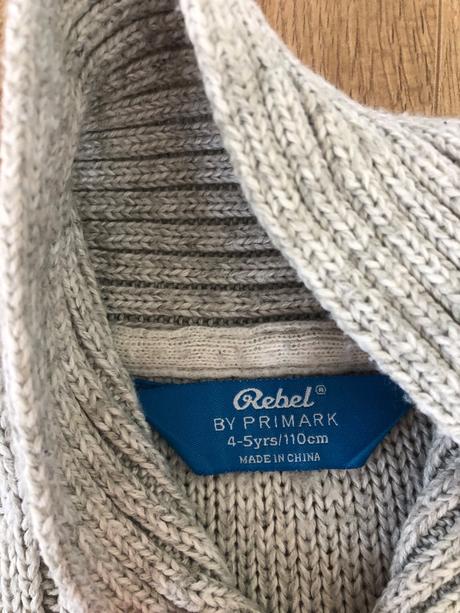 Rebel®
BY PRIMARK
4-5yrs/110cm
MADE IN CHINA